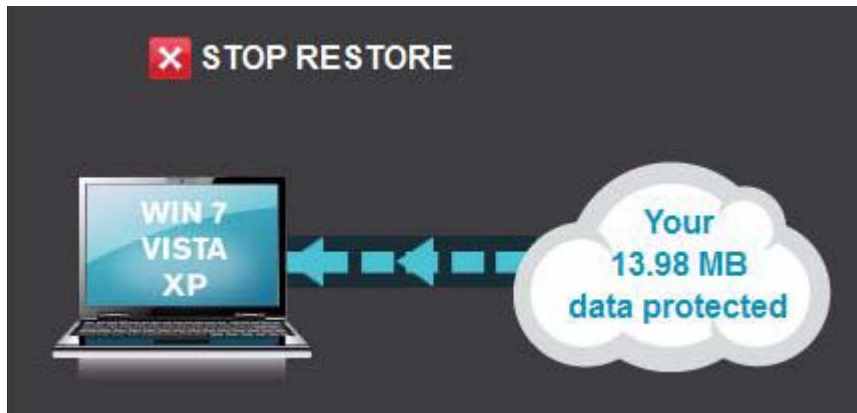 STOP RESTORE
WIN 7
VISTA
XP
Your
13.98 MB
data protected